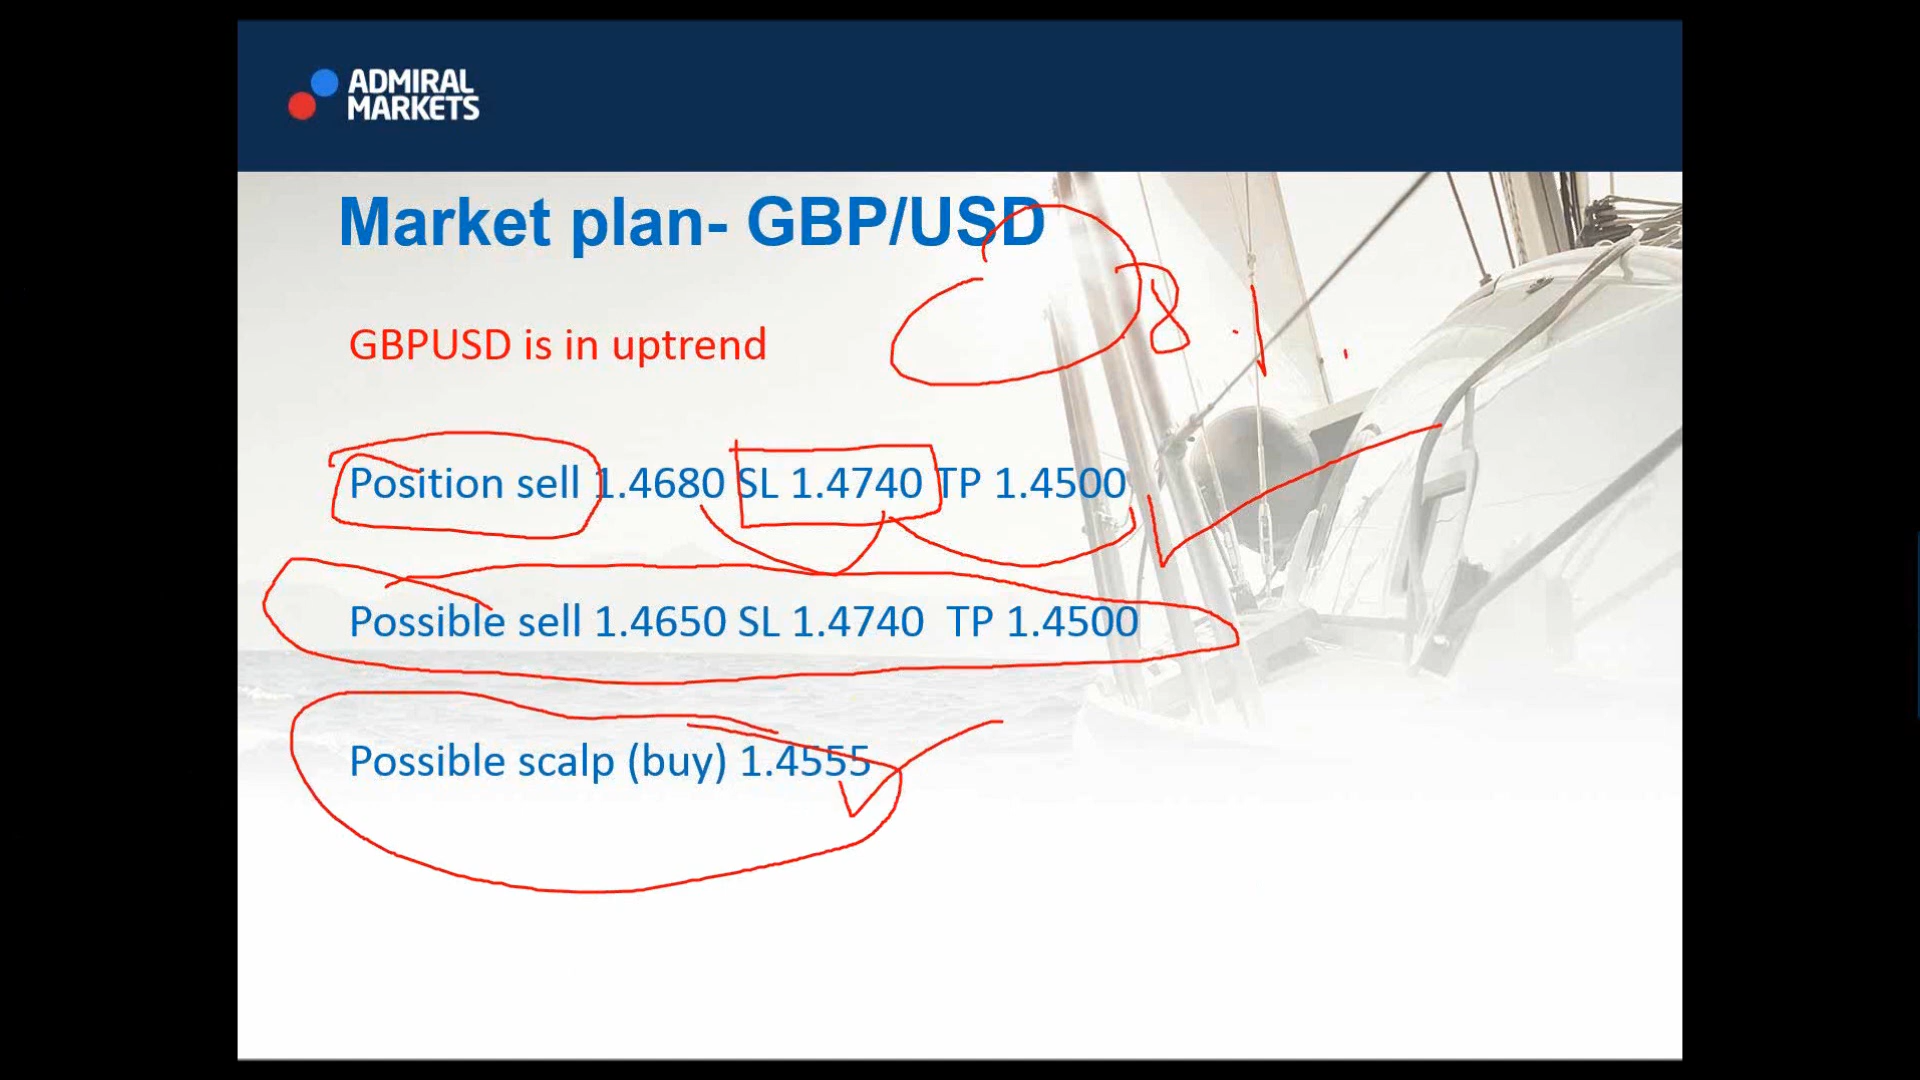 ADMIRAL
MARKETS
Market plan- GBP/USD
GBPUSD is in uptrend
Position sell 1.4680 SL 1.4740 TP 1.4500
Possible sell 1.4650 SL 1.4740 TP 1.4500
Possible scalp (buy) 1.4555